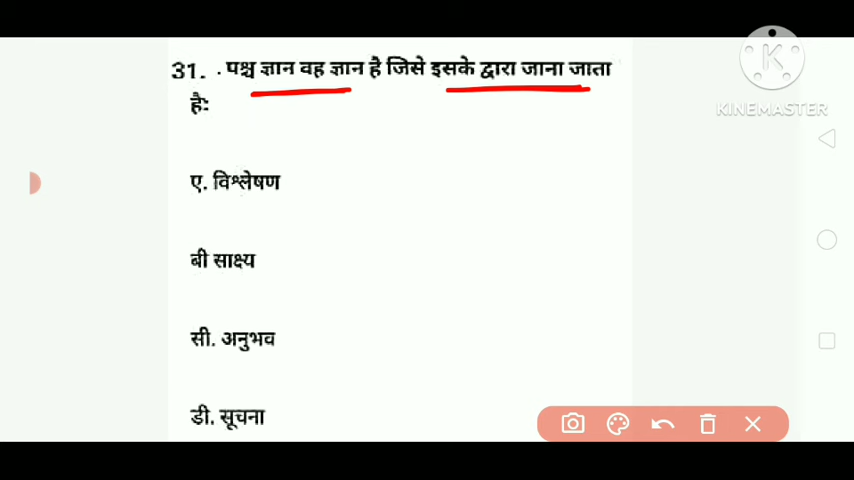 31. . पश्च ज्ञान वह ज्ञान है जिसे इसके द्वारा जाना जाता
है:
ए. विश्लेषण
बी साक्ष्य
सी. अनुभव
डी. सूचना
K
KINEMASTER